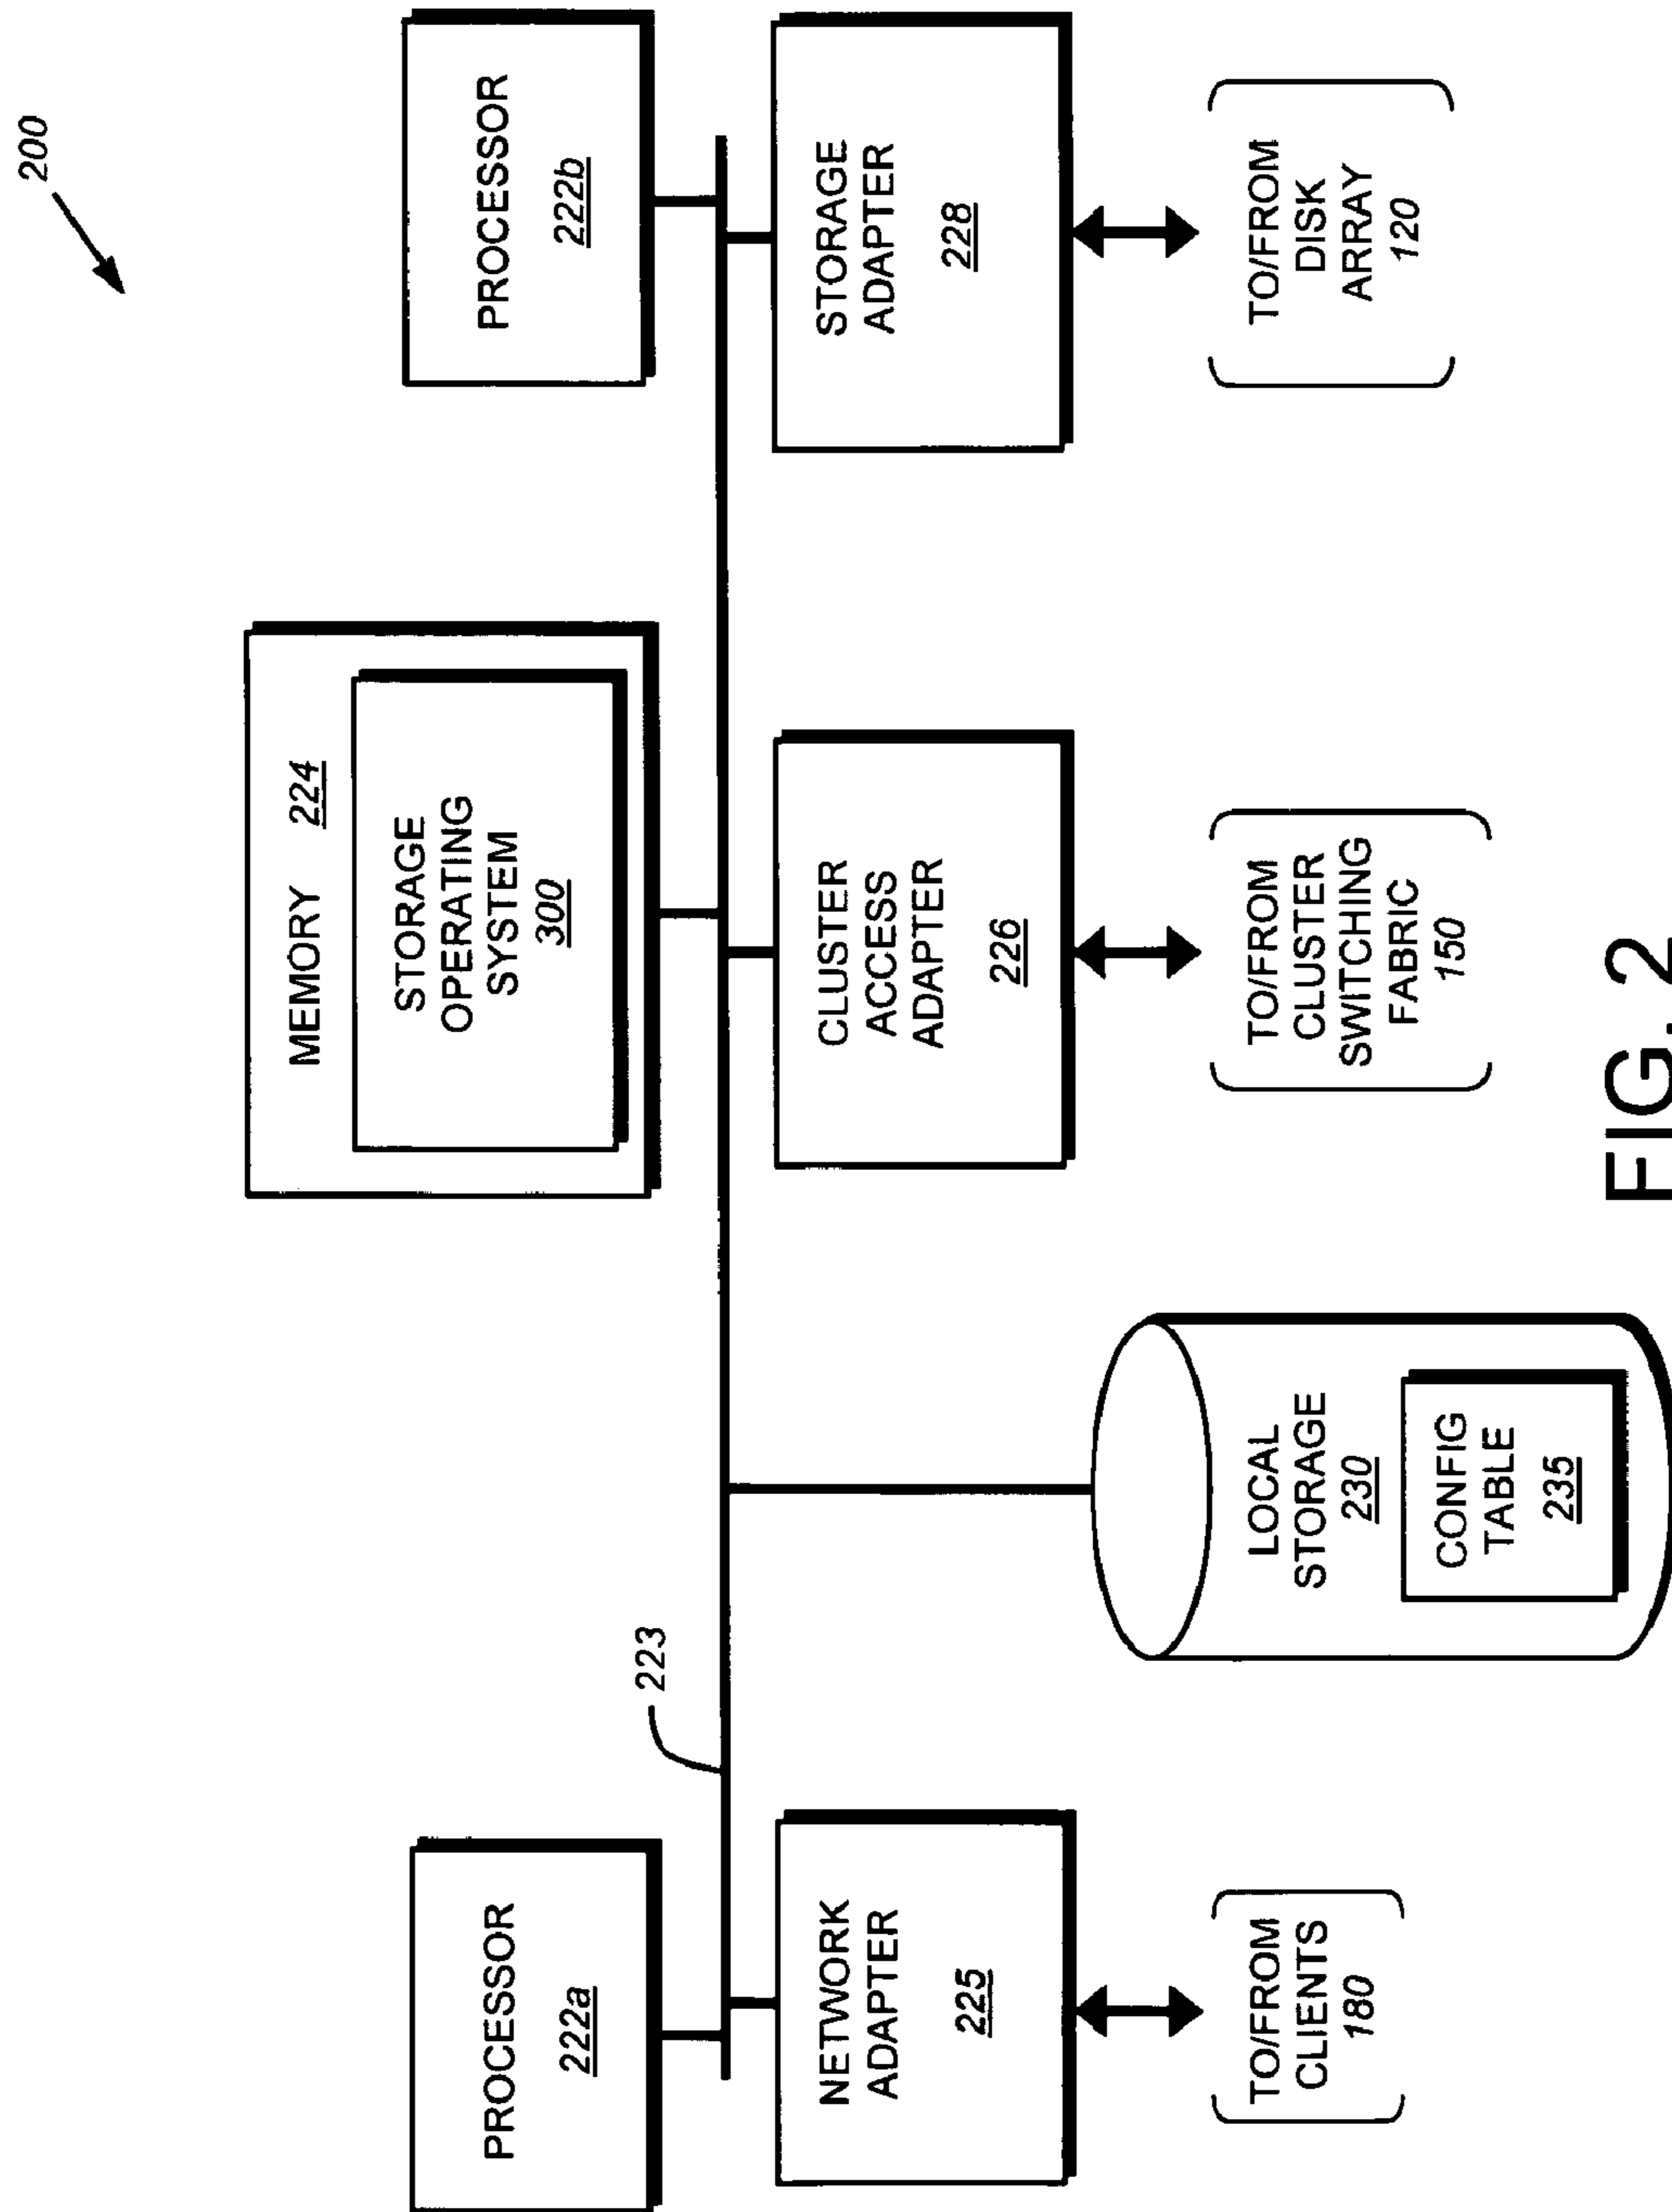 200
PROCESSOR
222a
MEMORY 224
STORAGE
OPERATING
SYSTEM
300
PROCESSOR
222b
223
NETWORK
ADAPTER
225
LOCAL
STORAGE
230
CONFIG
TABLE
235
CLUSTER
ACCESS
ADAPTER
226
STORAGE
ADAPTER
228
TO/FROM
CLIENTS
180
TO/FROM
CLUSTER
SWITCHING
FABRIC
150
TO/FROM
DISK
ARRAY
120
FIG. 2